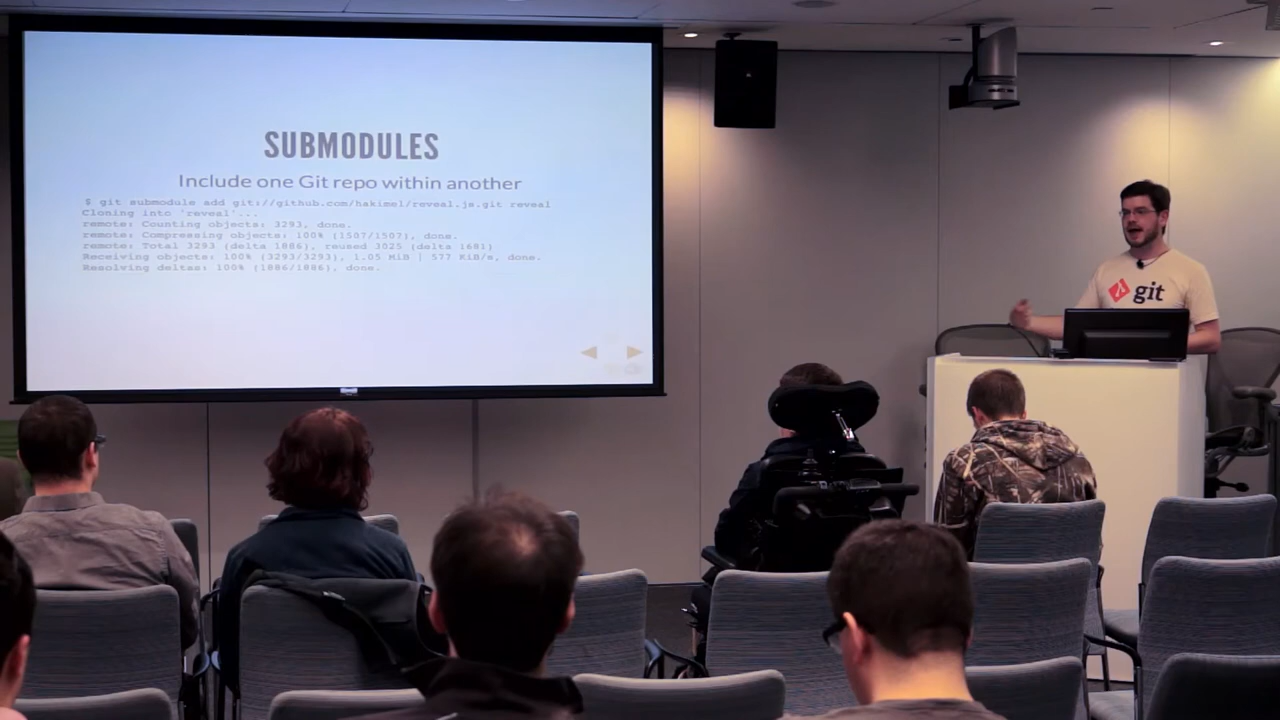 SUBMODULES
Include one Git repo within another
$ git submodule add git://github.com/hakimel/reveal.js.git reveal
Cloning into 'reveal'...
remote: Counting objects: 3293, done.
remote: Compressing objects: 100% (1507/1507), done.
remote: Total 3293 (delta 1886), reused 3025 (delta 1681)
Receiving objects: 100% (3293/3293), 1.05 MiB | 577 KiB/s, done.
Resolving deltas: 100% (1886/1886), done.
git